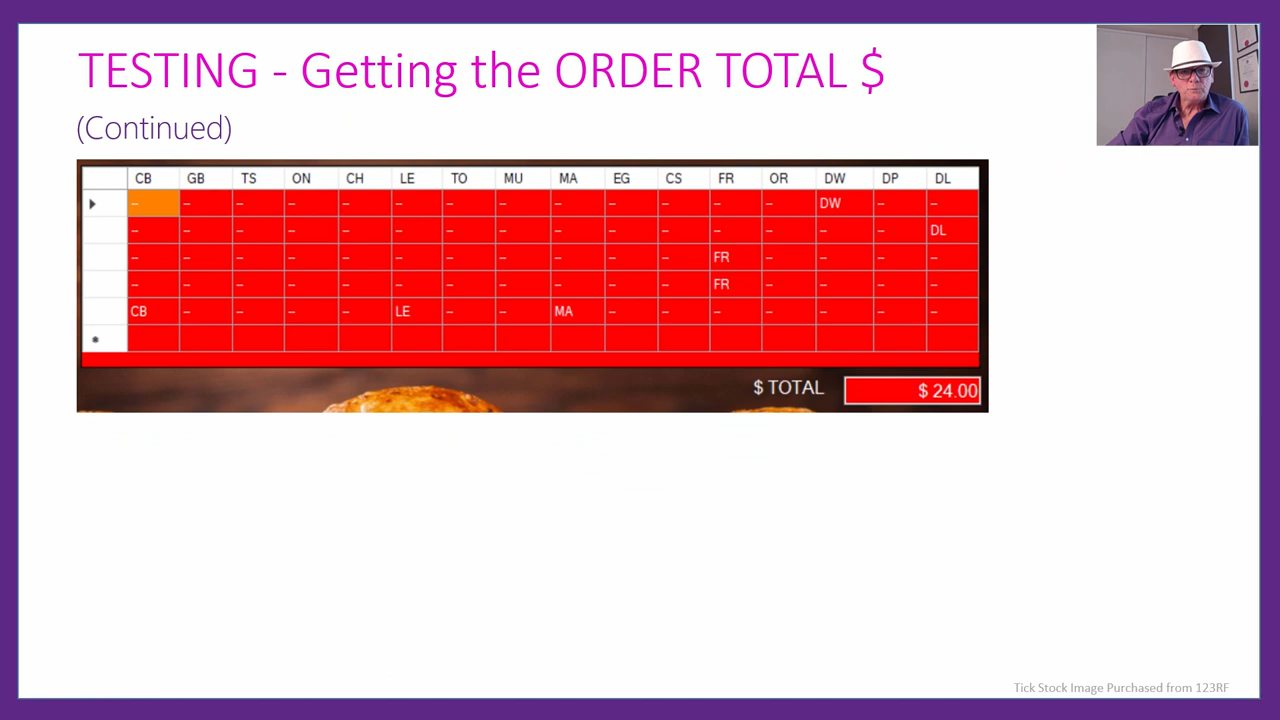 TESTING - Getting the ORDER TOTAL $
(Continued)
CB GB TS ON CH LE TO MU MA EG CS FR OR DW DP DL
– – – – – – – – – – – – – DW – –
– – – – – – – – – – – – – – – DL
– – – – – – – – – – – FR – – – –
– – – – – – – – – – – FR – – – –
CB – – – – LE – – MA – – – – – – –
$ TOTAL $ 24.00
Tick Stock Image Purchased from 123RF